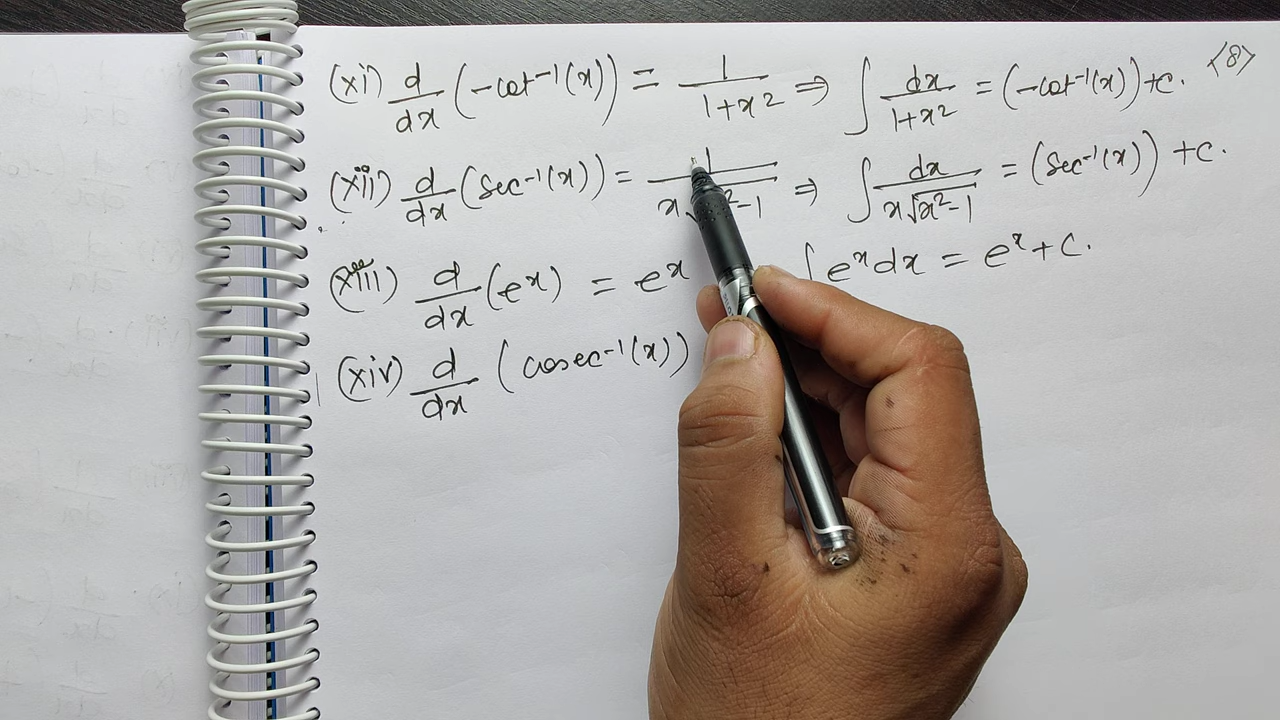 <8>
(xi) d/dx (-cot⁻¹(x)) = 1/(1+x²) ⇒ ∫ dx/(1+x²) = (-cot⁻¹(x)) + c.
(xii) d/dx (sec⁻¹(x)) = 1/(x√x²-1) ⇒ ∫ dx/(x√x²-1) = (sec⁻¹(x)) + c.
(xiii) d/dx (eˣ) = eˣ ∫ eˣ dx = eˣ + c.
(xiv) d/dx (cosec⁻¹(x))